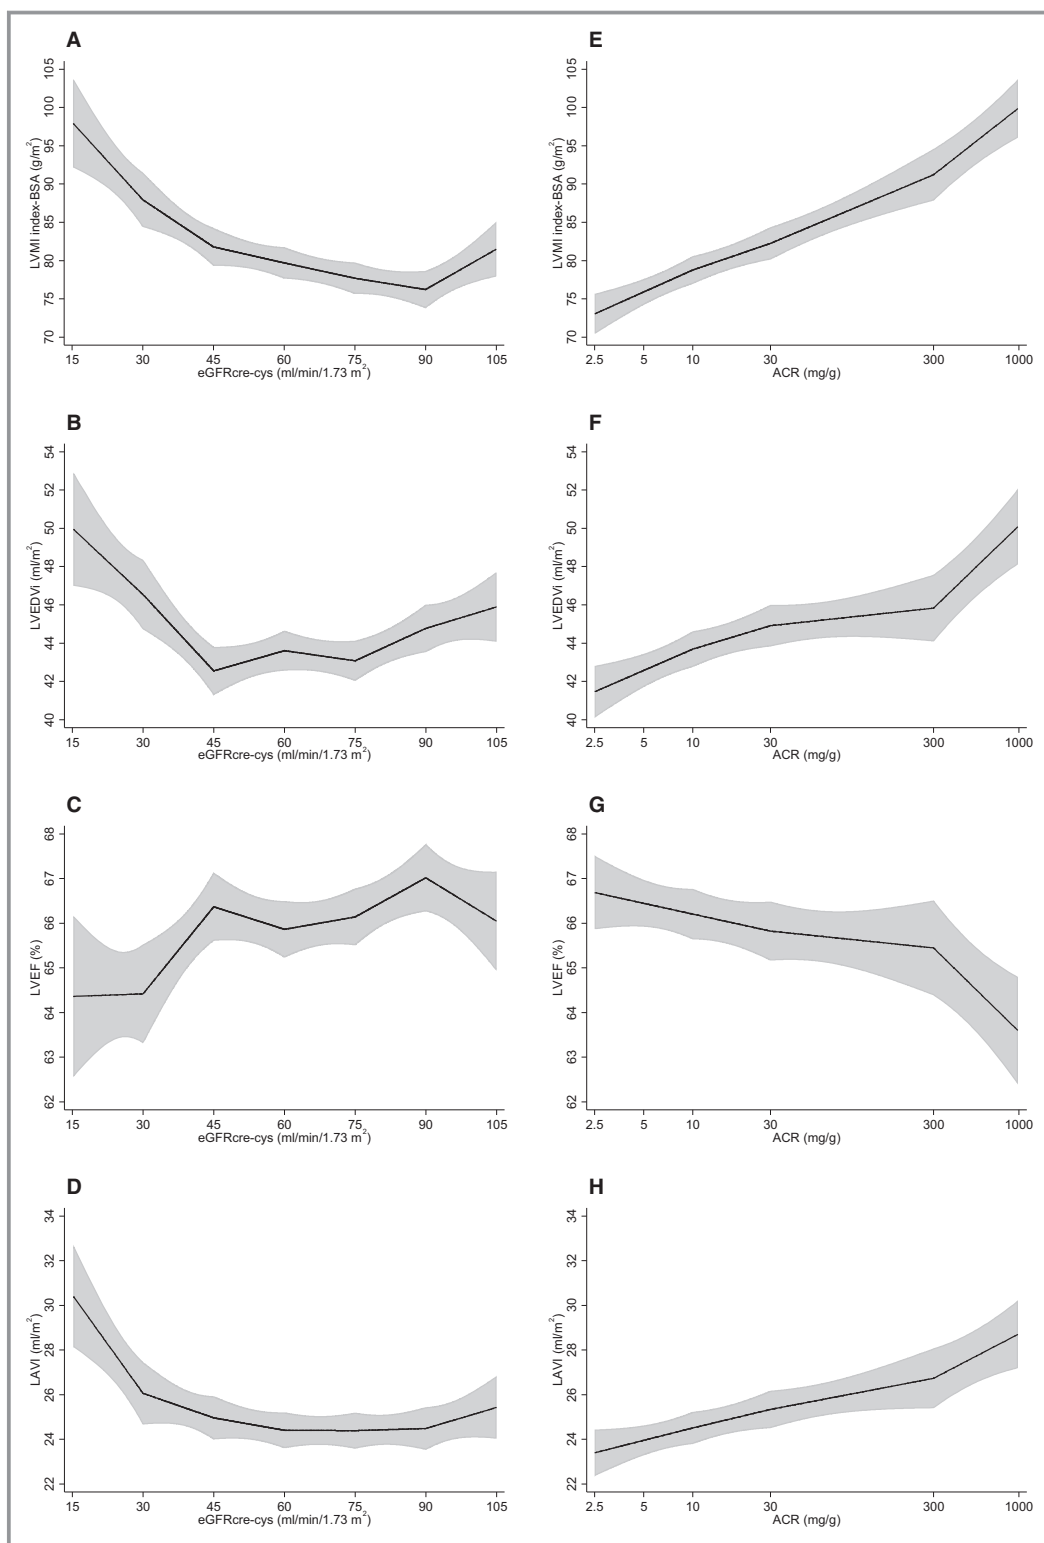 A
LVMI index-BSA (g/m²)
70 75 80 85 90 95 100 105
15 30 45 60 75 90 105
eGFRcre-cys (ml/min/1.73 m²)
E
LVMI index-BSA (g/m²)
70 75 80 85 90 95 100 105
2.5 5 10 30 300 1000
ACR (mg/g)
B
LVEDVi (ml/m²)
40 42 44 46 48 50 52 54
15 30 45 60 75 90 105
eGFRcre-cys (ml/min/1.73 m²)
F
LVEDVi (ml/m²)
40 42 44 46 48 50 52 54
2.5 5 10 30 300 1000
ACR (mg/g)
C
LVEF (%)
62 63 64 65 66 67 68
15 30 45 60 75 90 105
eGFRcre-cys (ml/min/1.73 m²)
G
LVEF (%)
62 63 64 65 66 67 68
2.5 5 10 30 300 1000
ACR (mg/g)
D
LAVI (ml/m²)
22 24 26 28 30 32 34
15 30 45 60 75 90 105
eGFRcre-cys (ml/min/1.73 m²)
H
LAVI (ml/m²)
22 24 26 28 30 32 34
2.5 5 10 30 300 1000
ACR (mg/g)